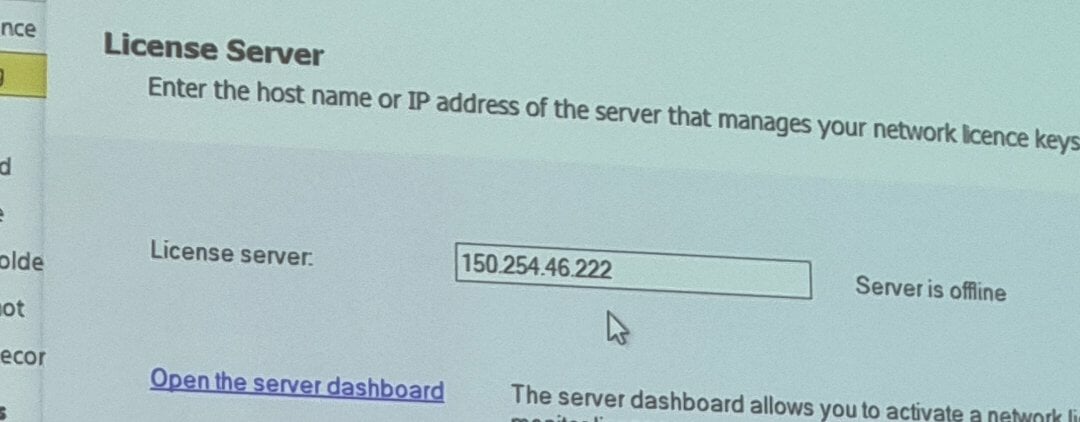 nce
License Server
Enter the host name or IP address of the server that manages your network licence keys
d
olde
License server:
150.254.46.222
Server is offline
ot
ecor
Open the server dashboard
The server dashboard allows you to activate a network li
s